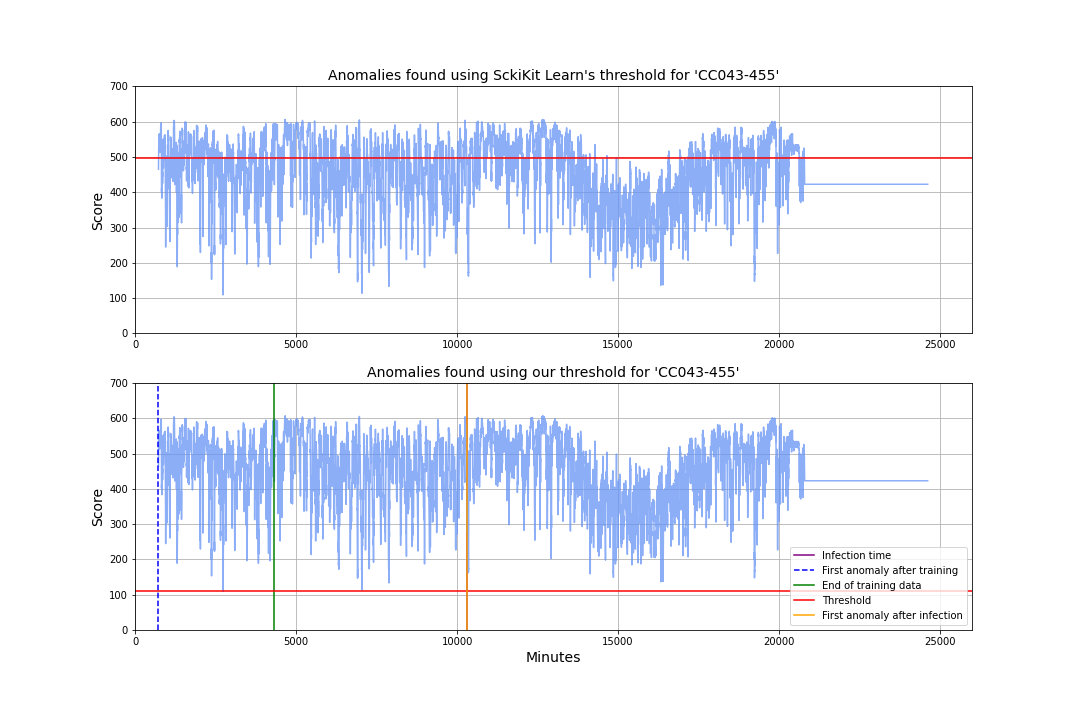 Anomalies found using SckiKit Learn's threshold for 'CC043-455'
700
600
500
400
300
200
100
0
Score
0 5000 10000 15000 20000 25000
Anomalies found using our threshold for 'CC043-455'
700
600
500
400
300
200
100
0
Score
Infection time
First anomaly after training
End of training data
Threshold
First anomaly after infection
0 5000 10000 15000 20000 25000
Minutes